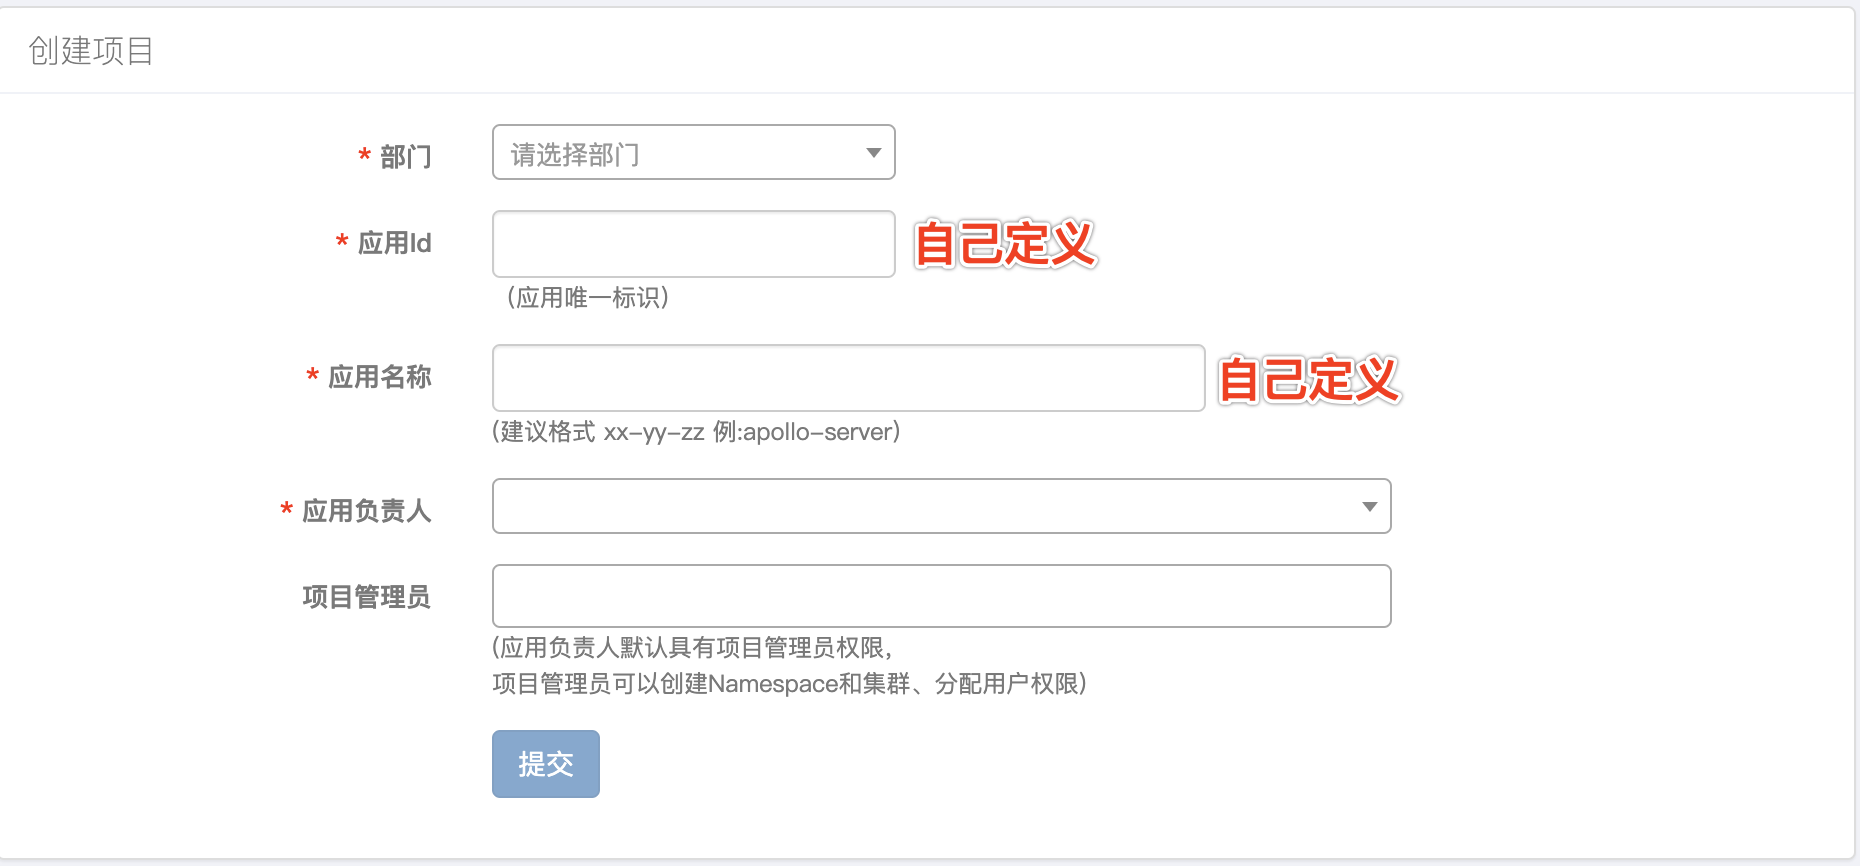 创建项目
* 部门 请选择部门
* 应用Id 自己定义
(应用唯一标识)
* 应用名称 自己定义
(建议格式 xx-yy-zz 例:apollo-server)
* 应用负责人
项目管理员
(应用负责人默认具有项目管理员权限,
项目管理员可以创建Namespace和集群、分配用户权限)
提交